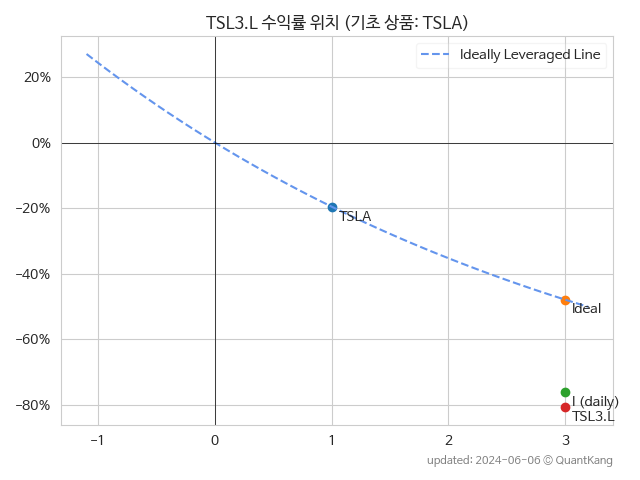 TSL3.L 수익률 위치 (기초 상품: TSLA)
Ideally Leveraged Line
20%
0%
−20%
−40%
−60%
−80%
TSLA
Ideal
I (daily)
TSL3.L
−1
0
1
2
3
updated: 2024-06-06 © QuantKang